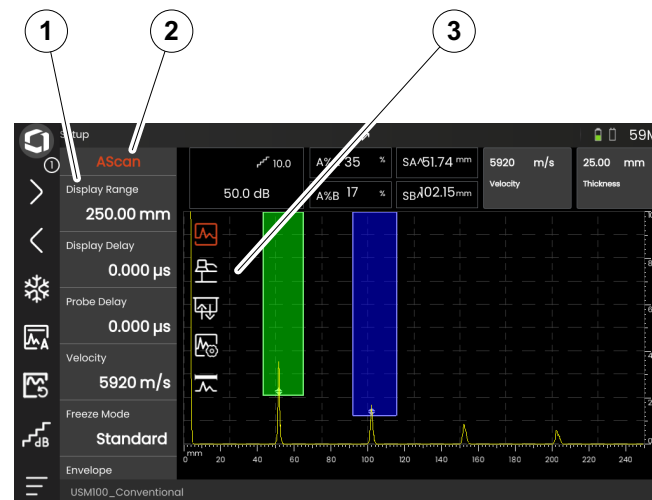 1 2 3
Setup 59M
1 AScan 10.0 A%A 35 % SA/\51.74 mm 5920 m/s 25.00 mm
50.0 dB A%B 17 % SB/\102.15 mm Velocity Thickness
Display Range
250.00 mm
Display Delay
0.000 µs
Probe Delay
0.000 µs
Velocity
5920 m/s
Freeze Mode
Standard
Envelope
A
dB
mm
0 20 40 60 80 100 120 140 160 180 200 220 240
USM100_Conventional